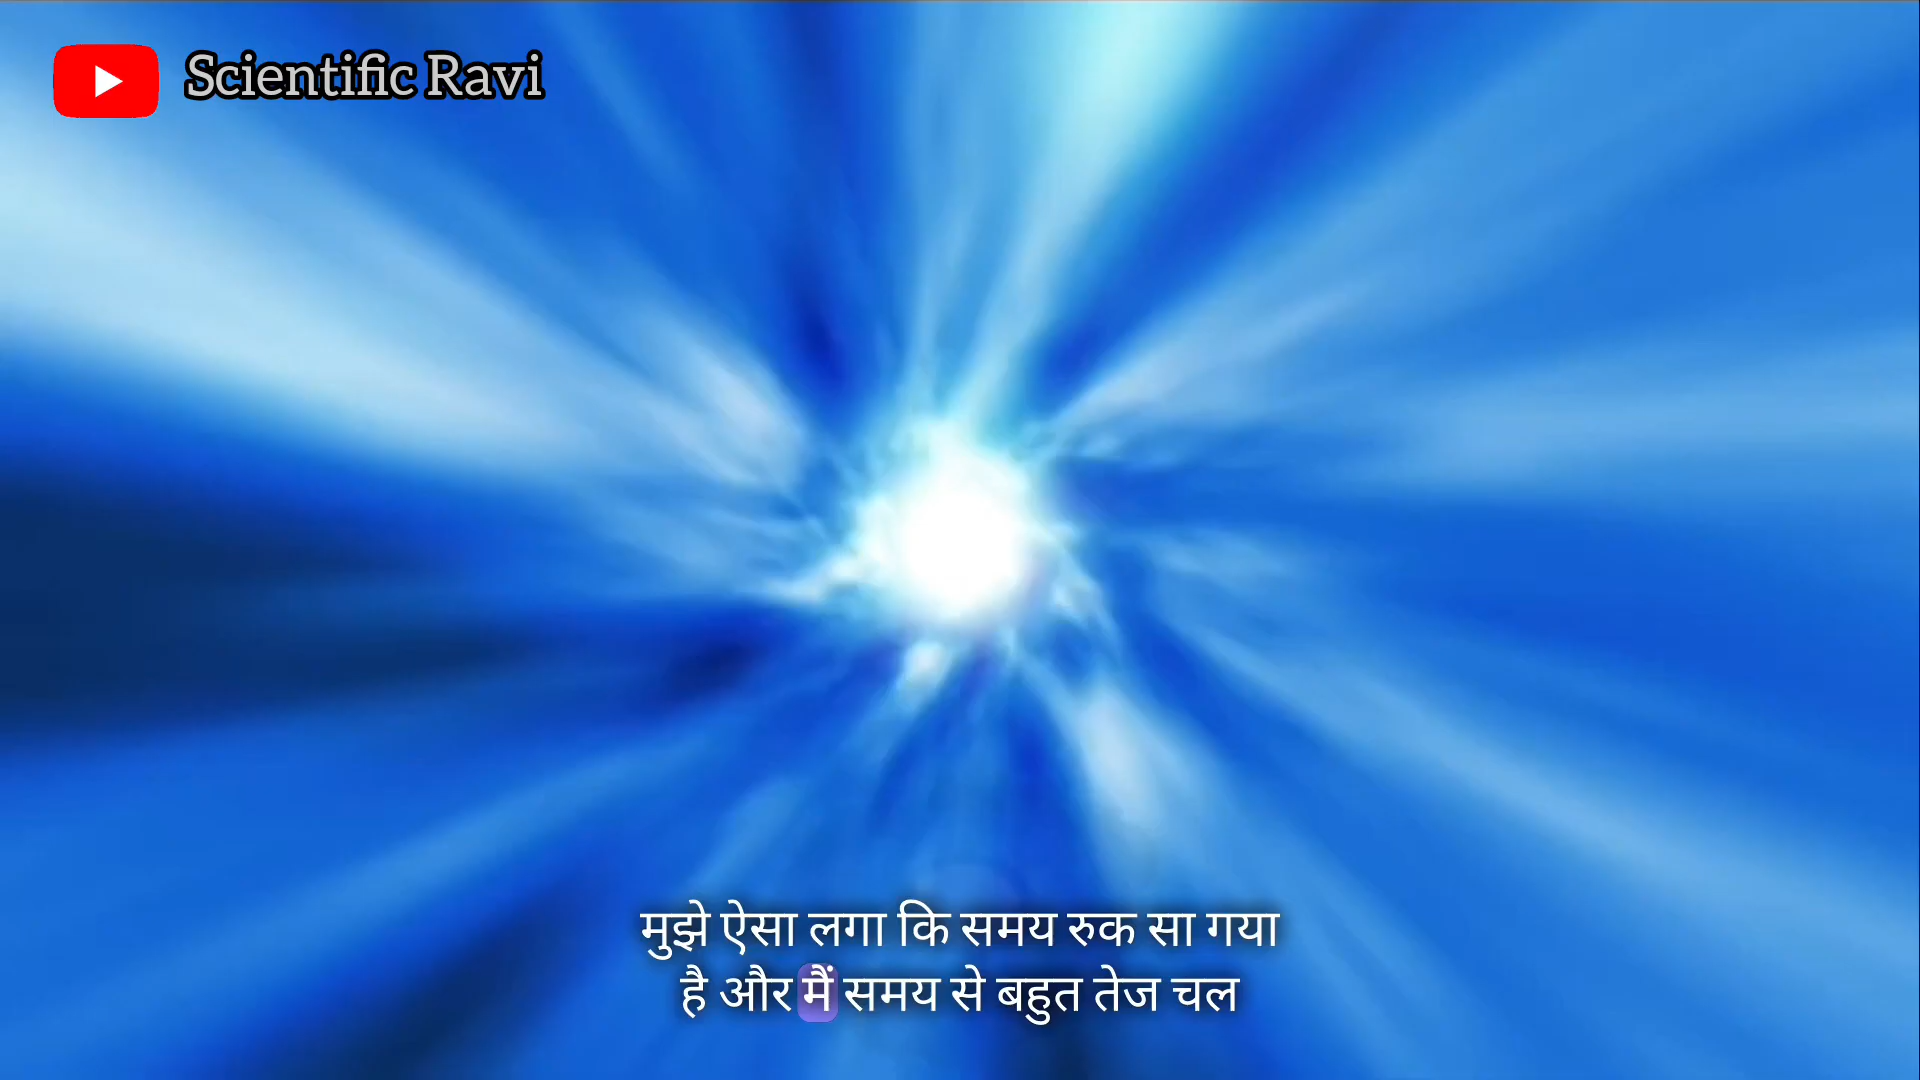 Scientific Ravi
मुझे ऐसा लगा कि समय रुक सा गया
है और मैं समय से बहुत तेज चल